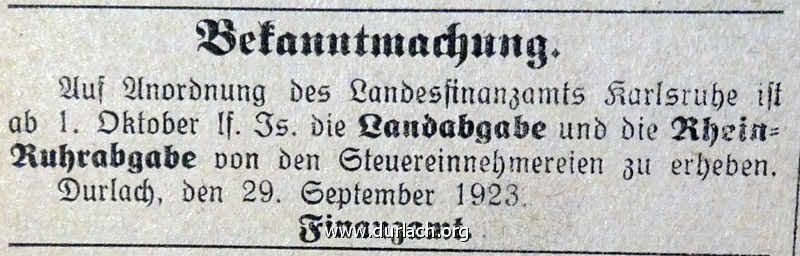 Bekanntmachung.
Auf Anordnung des Landesfinanzamts Karlsruhe ist
ab 1. Oktober lf. Js. die Landabgabe und die Rhein-
Ruhrabgabe von den Steuereinnehmereien zu erheben.
Durlach, den 29. September 1923.
Finanzamt
www.durlach.org